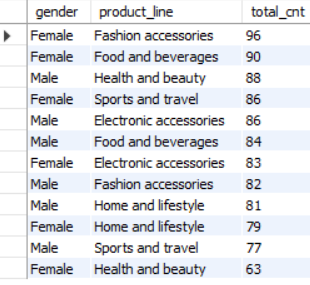 gender product_line total_cnt
Female Fashion accessories 96
Female Food and beverages 90
Male Health and beauty 88
Female Sports and travel 86
Male Electronic accessories 86
Male Food and beverages 84
Female Electronic accessories 83
Male Fashion accessories 82
Male Home and lifestyle 81
Female Home and lifestyle 79
Male Sports and travel 77
Female Health and beauty 63